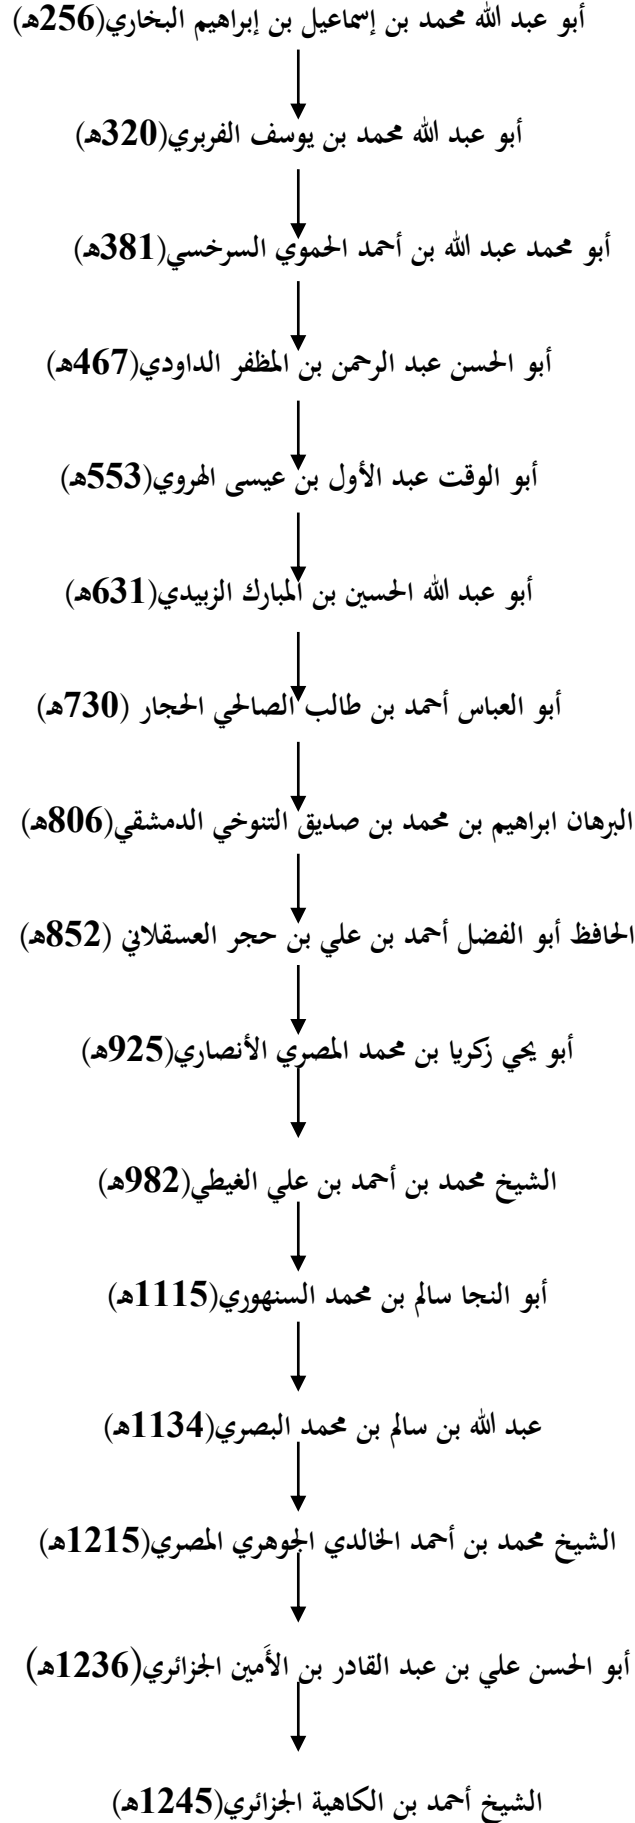 أبو عبد الله محمد بن إسماعيل بن إبراهيم البخاري(256هـ)
أبو عبد الله محمد بن يوسف الفربري(320هـ)
أبو محمد عبد الله بن أحمد الحموي السرخسي(381هـ)
أبو الحسن عبد الرحمن بن المظفر الداودي(467هـ)
أبو الوقت عبد الأول بن عيسى الهروي(553هـ)
أبو عبد الله الحسين بن المبارك الزبيدي(631هـ)
أبو العباس أحمد بن طالب الصالحي الحجار (730هـ)
البرهان ابراهيم بن محمد بن صديق التنوخي الدمشقي(806هـ)
الحافظ أبو الفضل أحمد بن علي بن حجر العسقلاني (852هـ)
أبو يحي زكريا بن محمد المصري الأنصاري(925هـ)
الشيخ محمد بن أحمد بن علي الغيطي(982هـ)
أبو النجا سالم بن محمد السنهوري(1115هـ)
عبد الله بن سالم بن محمد البصري(1134هـ)
الشيخ محمد بن أحمد الخالدي الجوهري المصري(1215هـ)
أبو الحسن علي بن عبد القادر بن الأَمين الجزائري(1236هـ)
الشيخ أحمد بن الكاهية الجزائري(1245هـ)